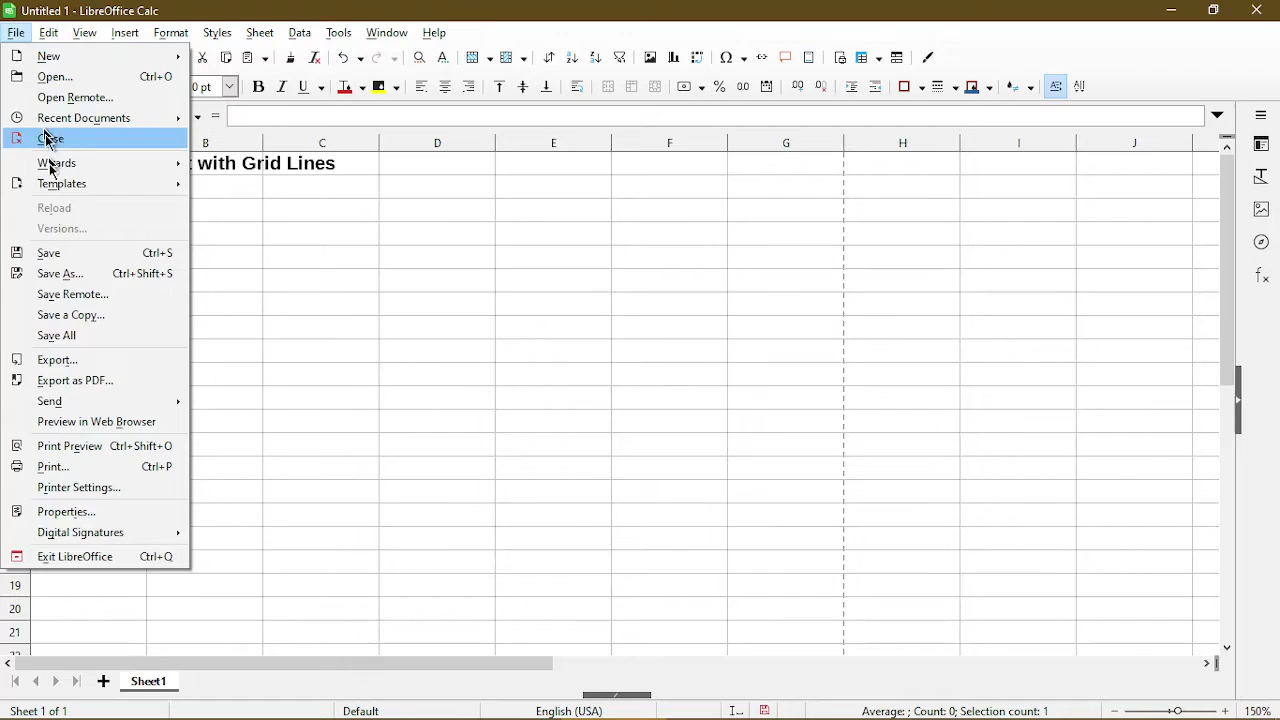 Untitled 1 - LibreOffice Calc
File Edit View Insert Format Styles Sheet Data Tools Window Help
New
Open... Ctrl+O
Open Remote...
Recent Documents
Wizards
Templates
Reload
Versions...
Save Ctrl+S
Save As... Ctrl+Shift+S
Save Remote...
Save a Copy...
Save All
Export...
Export as PDF...
Send
Preview in Web Browser
Print Preview Ctrl+Shift+O
Print... Ctrl+P
Printer Settings...
Properties...
Digital Signatures
Exit LibreOffice Ctrl+Q
0 pt B I U A % 0.0
B C D E F G H I J
with Grid Lines
19
20
21
Sheet1
Sheet 1 of 1 Default English (USA) Average: ; Count: 0; Selection count: 1 150%